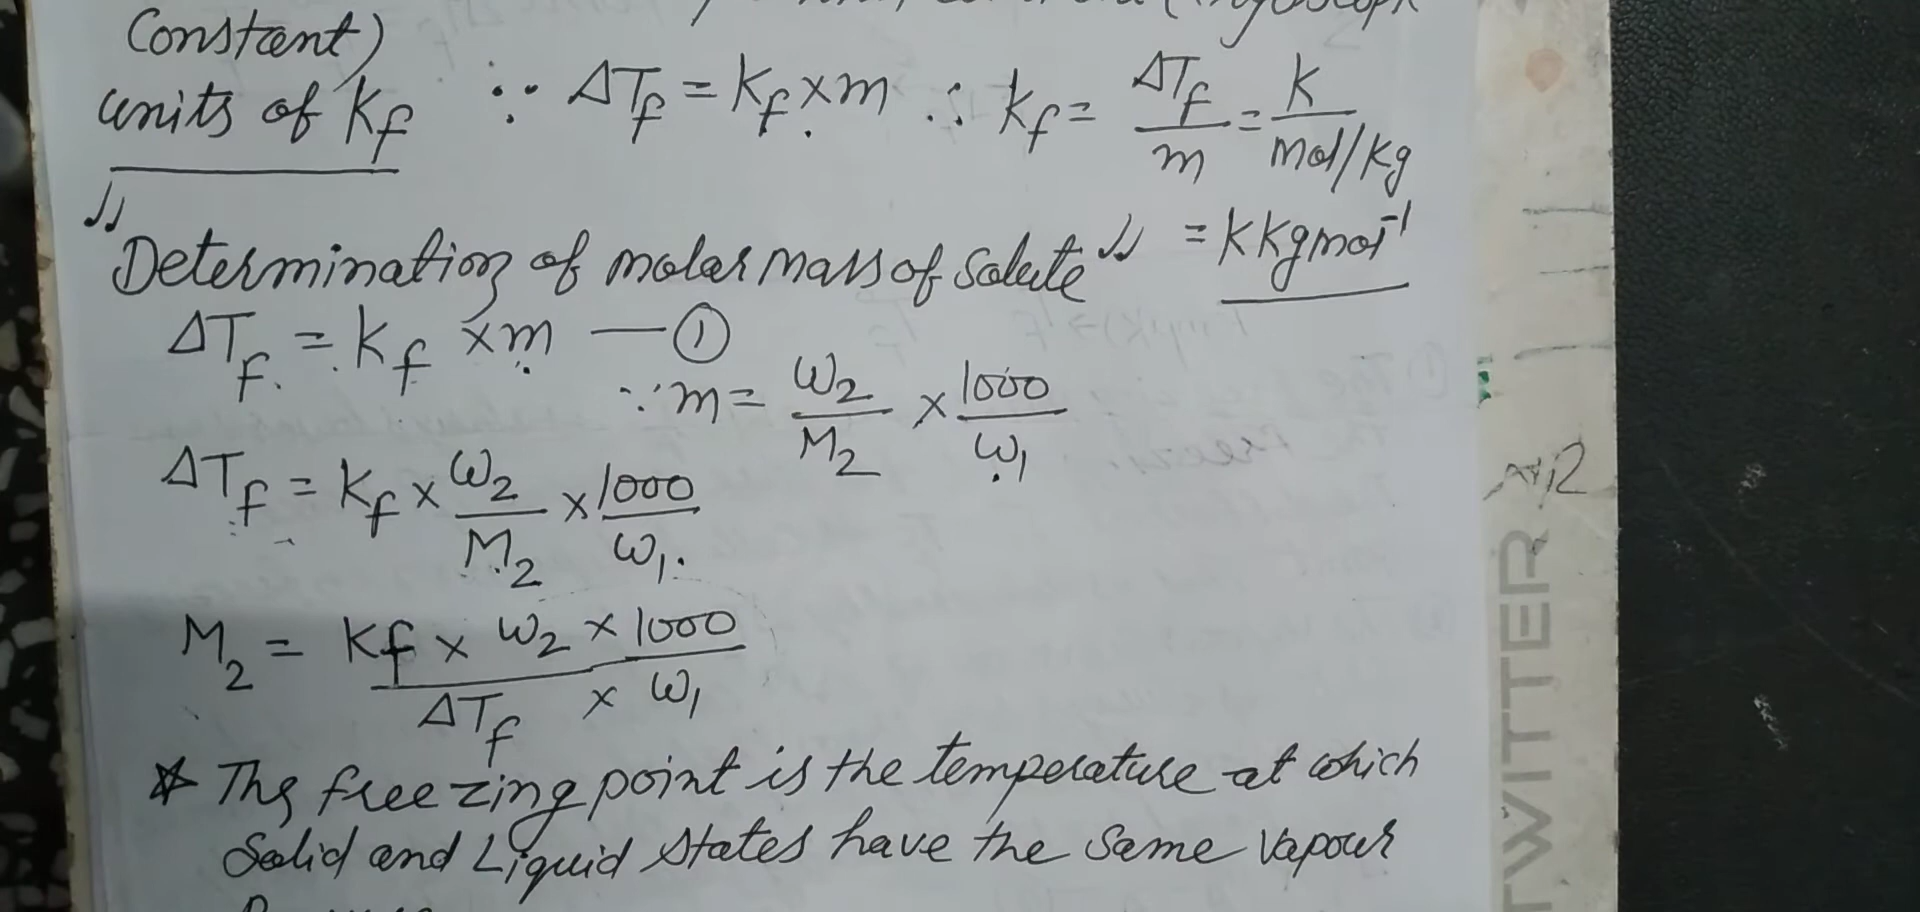 Constant)
units of Kf ∵ ΔTf = Kf × m ∴ Kf = ΔTf/m = K/mol/kg
"Determination of molar mass of Solute" = K kg mol⁻¹
ΔTf = Kf × m — ①
∵ m = W2/M2 × 1000/W1
ΔTf = Kf × W2/M2 × 1000/W1
M2 = Kf × W2 × 1000 / ΔTf × W1
☆ The freezing point is the temperature at which
Solid and Liquid states have the same vapour
TWITTER